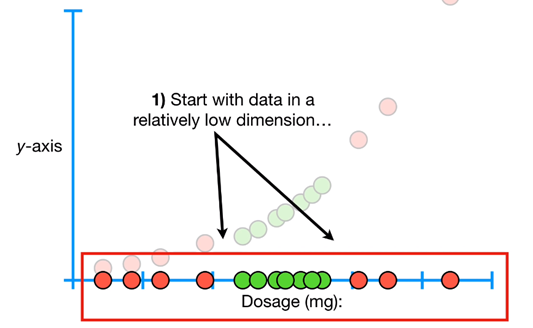 1) Start with data in a
relatively low dimension…
y-axis
Dosage (mg):